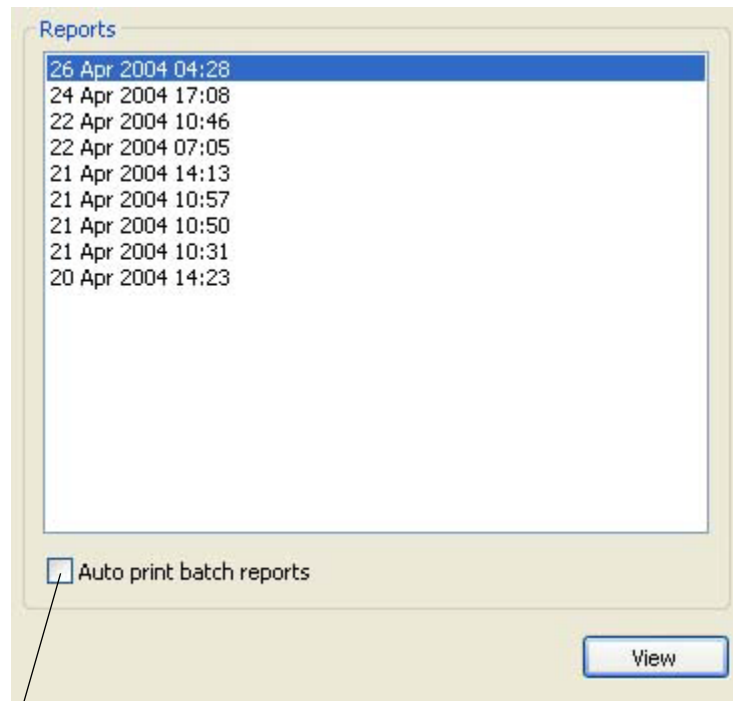 Reports
26 Apr 2004 04:28
24 Apr 2004 17:08
22 Apr 2004 10:46
22 Apr 2004 07:05
21 Apr 2004 14:13
21 Apr 2004 10:57
21 Apr 2004 10:50
21 Apr 2004 10:31
20 Apr 2004 14:23
Auto print batch reports
View